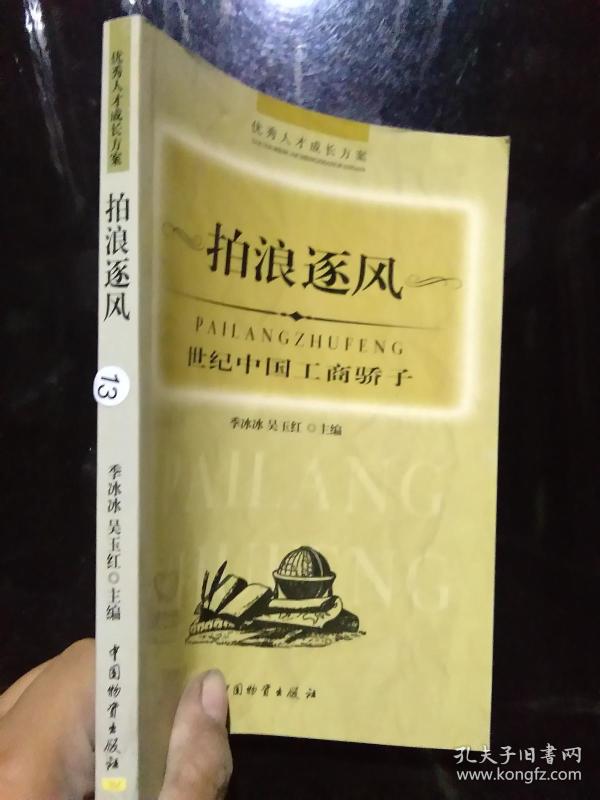 优秀人才成长方案
拍浪逐风
13
季冰冰 吴玉红 ◎ 主编
中国物资出版社
优秀人才成长方案
拍浪逐风
PAILANGZHUFENG
世纪中国工商骄子
季冰冰 吴玉红 ◎ 主编
PAILANG
ZHUFENG
中国物资出版社
孔夫子旧书网
www.kongfz.com